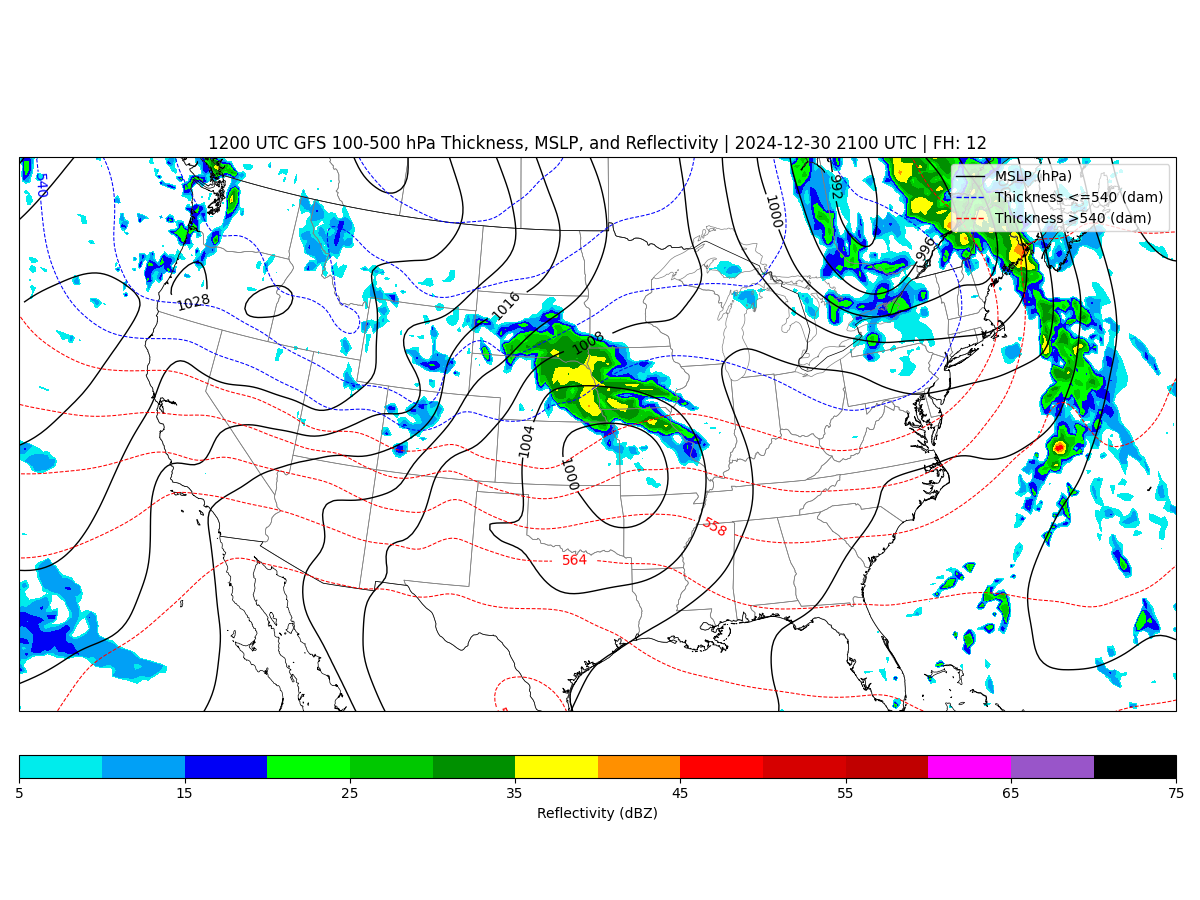 1200 UTC GFS 100-500 hPa Thickness, MSLP, and Reflectivity | 2024-12-30 2100 UTC | FH: 12
MSLP (hPa)
Thickness <=540 (dam)
Thickness >540 (dam)
540
992
1000
996
1028
1016
1008
1004
1000
558
564
5 15 25 35 45 55 65 75
Reflectivity (dBZ)